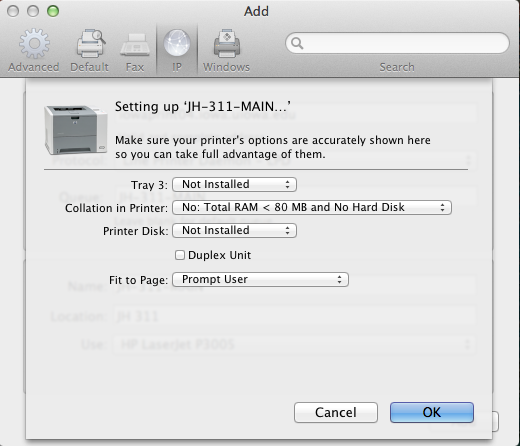 Add
Advanced Default Fax IP Windows Search
Setting up ‘JH-311-MAIN...’
Make sure your printer's options are accurately shown here
so you can take full advantage of them.
Protocol:
Tray 3: Not Installed
Queue:
Collation in Printer: No: Total RAM < 80 MB and No Hard Disk
Printer Disk: Not Installed
Duplex Unit
Fit to Page: Prompt User
Name:
Location: JH 311
Use: HP LaserJet P3005
Cancel OK